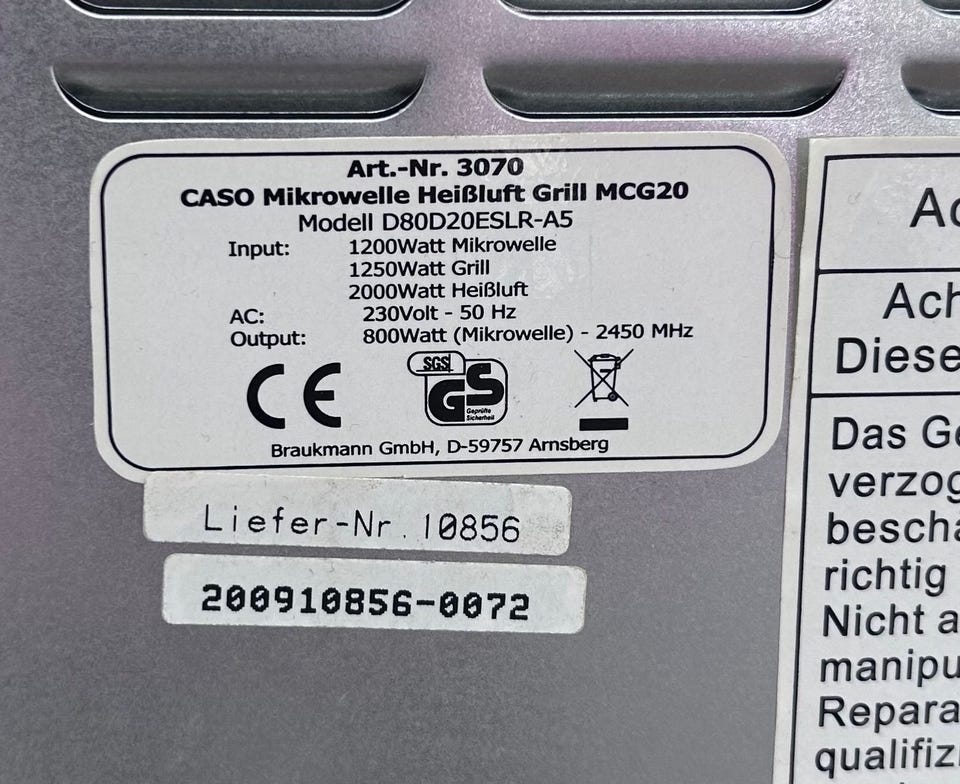 Art.-Nr. 3070
CASO Mikrowelle Heißluft Grill MCG20
Modell D80D20ESLR-A5
Input: 1200Watt Mikrowelle
1250Watt Grill
2000Watt Heißluft
AC: 230Volt - 50 Hz
Output: 800Watt (Mikrowelle) - 2450 MHz
CE
SGS
GS
Geprüfte
Sicherheit
Braukmann GmbH, D-59757 Arnsberg
Liefer-Nr. 10856
200910856-0072
Ac
Ach
Diese
Das Ge
verzog
bescha
richtig
Nicht a
manipu
Repara
qualifizi